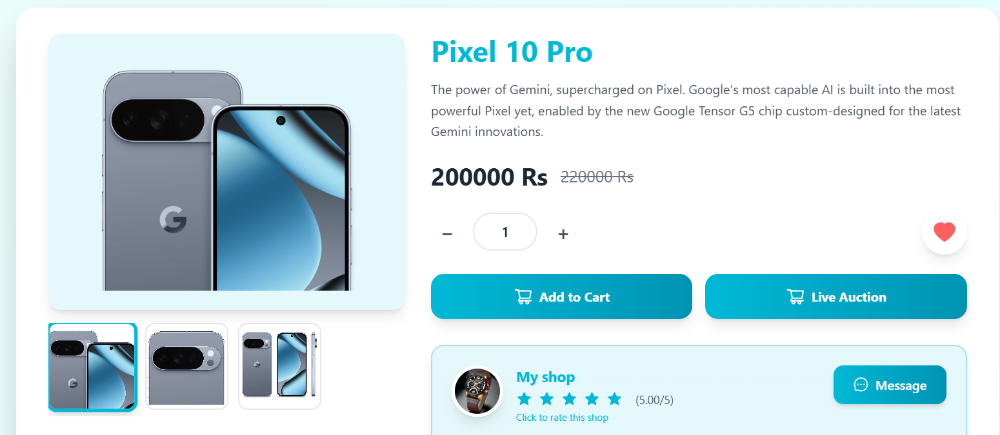 Pixel 10 Pro
The power of Gemini, supercharged on Pixel. Google’s most capable AI is built into the most
powerful Pixel yet, enabled by the new Google Tensor G5 chip custom-designed for the latest
Gemini innovations.
200000 Rs 220000 Rs
− 1 +
Add to Cart
Live Auction
My shop
(5.00/5)
Click to rate this shop
Message